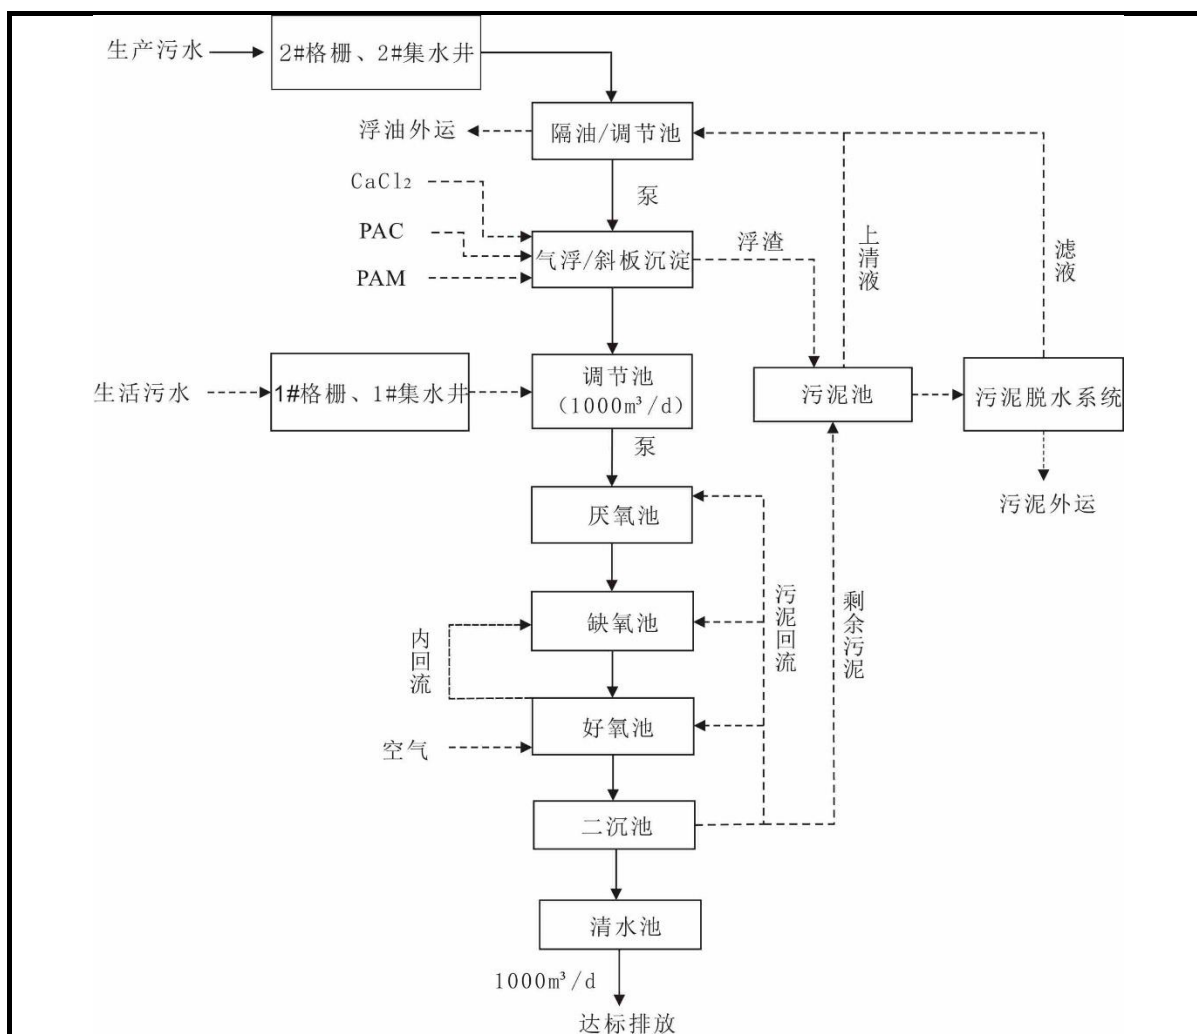 生产污水
2#格栅、2#集水井
浮油外运
隔油/调节池
CaCl₂
泵
PAC
气浮/斜板沉淀
浮渣
上清液
滤液
PAM
生活污水
1#格栅、1#集水井
调节池
（1000m³/d）
污泥池
污泥脱水系统
泵
污泥外运
厌氧池
缺氧池
内回流
污泥回流
剩余污泥
好氧池
空气
二沉池
清水池
1000m³/d
达标排放